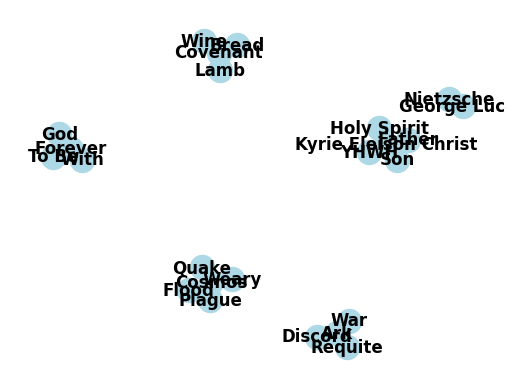 Wine
Bread
Covenant
Lamb
Nietzsche
George Luc
Holy Spirit
Father
Kyrie Eleison Christ
YHWH
Son
God
Forever
To Be
With
Quake
Weary
Cosmos
Flood
Plague
War
Ark
Discord
Requite